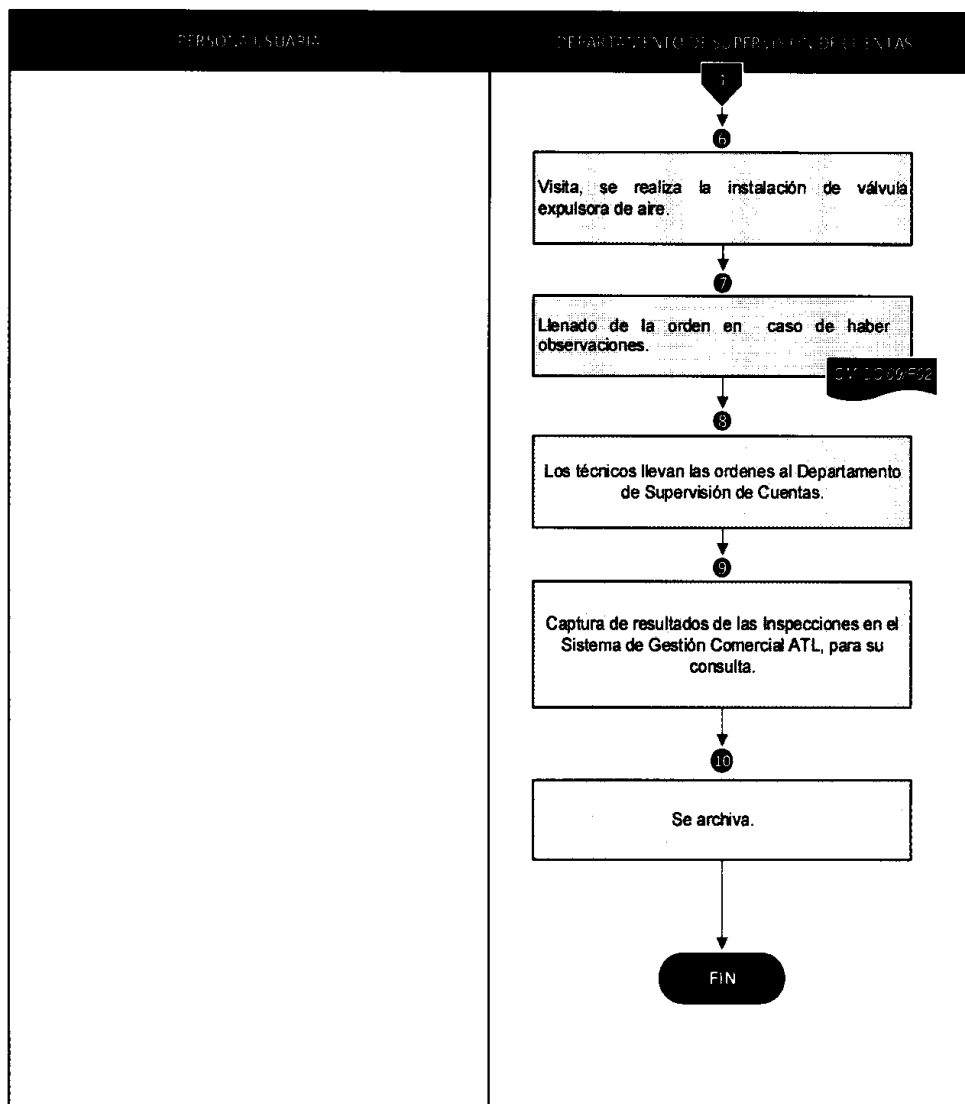 PERSONA USUARIA
DEPARTAMENTO DE SUPERVISIÓN DE CUENTAS
6
Visita, se realiza la instalación de válvula
expulsora de aire.
7
Llenado de la orden en caso de haber
observaciones.
8
Los técnicos llevan las ordenes al Departamento
de Supervisión de Cuentas.
9
Captura de resultados de las Inspecciones en el
Sistema de Gestión Comercial ATL, para su
consulta.
10
Se archiva.
FIN